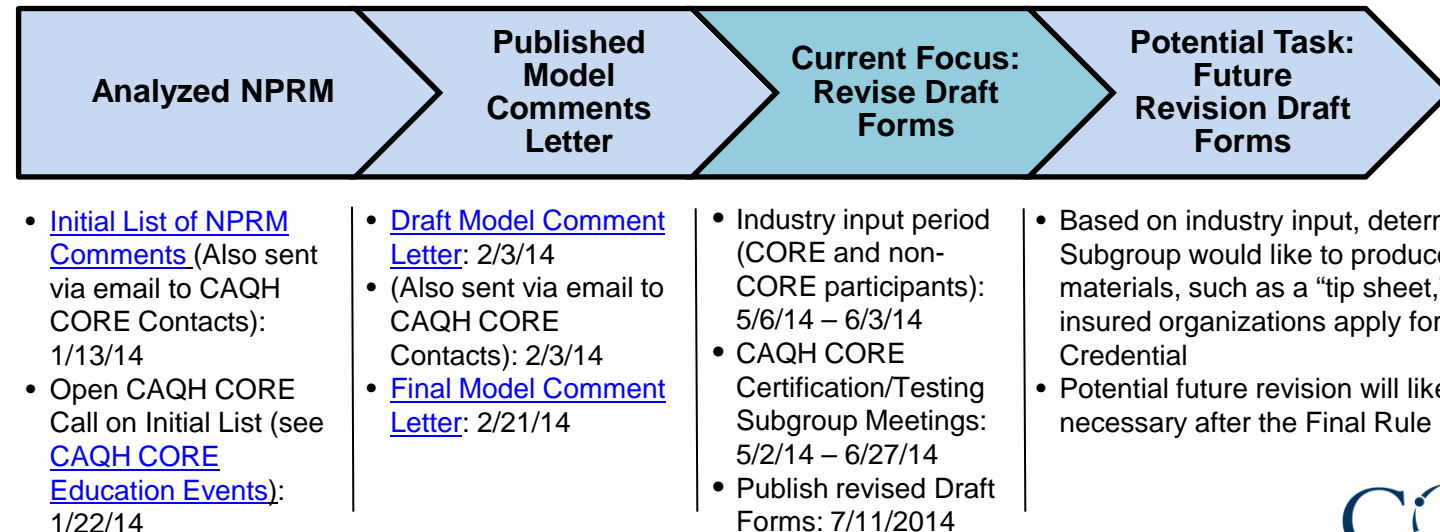 Analyzed NPRM
Published
Model
Comments
Letter
Current Focus:
Revise Draft
Forms
Potential Task:
Future
Revision Draft
Forms
• Initial List of NPRM
Comments (Also sent
via email to CAQH
CORE Contacts):
1/13/14
• Open CAQH CORE
Call on Initial List (see
CAQH CORE
Education Events):
1/22/14
• Draft Model Comment
Letter: 2/3/14
• (Also sent via email to
CAQH CORE
Contacts): 2/3/14
• Final Model Comment
Letter: 2/21/14
• Industry input period
(CORE and non-
CORE participants):
5/6/14 – 6/3/14
• CAQH CORE
Certification/Testing
Subgroup Meetings:
5/2/14 – 6/27/14
• Publish revised Draft
Forms: 7/11/2014
• Based on industry input,
Subgroup would like to
materials, such as a “tip sheet,
insured organizations apply for
Credential
• Potential future revision will
necessary after the Final Rule